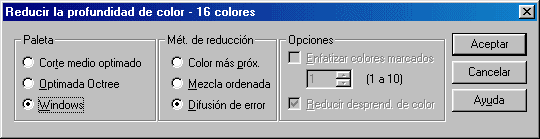 Reducir la profundidad de color - 16 colores
Paleta
Corte medio optimado
Optimada Octree
Windows
Mét. de reducción
Color más próx.
Mezcla ordenada
Difusión de error
Opciones
Enfatizar colores marcados
1 (1 a 10)
Reducir desprend. de color
Aceptar
Cancelar
Ayuda